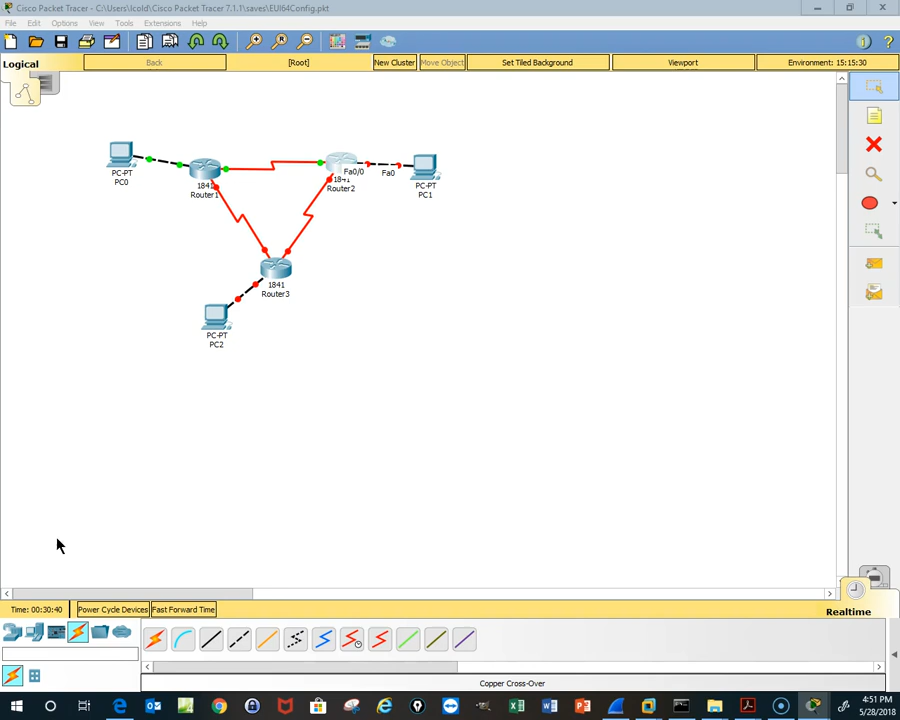 Cisco Packet Tracer - C:\Users\lcold\Cisco Packet Tracer 7.1.1\saves\EUI64Config.pkt
File Edit Options View Tools Extensions Help
Logical Back [Root] New Cluster Move Object Set Tiled Background Viewport Environment: 15:15:30
PC-PT
PC0
1841
Router1
Fa0/0
1841
Router2
Fa0
PC-PT
PC1
1841
Router3
PC-PT
PC2
Time: 00:30:40 Power Cycle Devices Fast Forward Time
Realtime
Copper Cross-Over
4:51 PM
5/28/2018